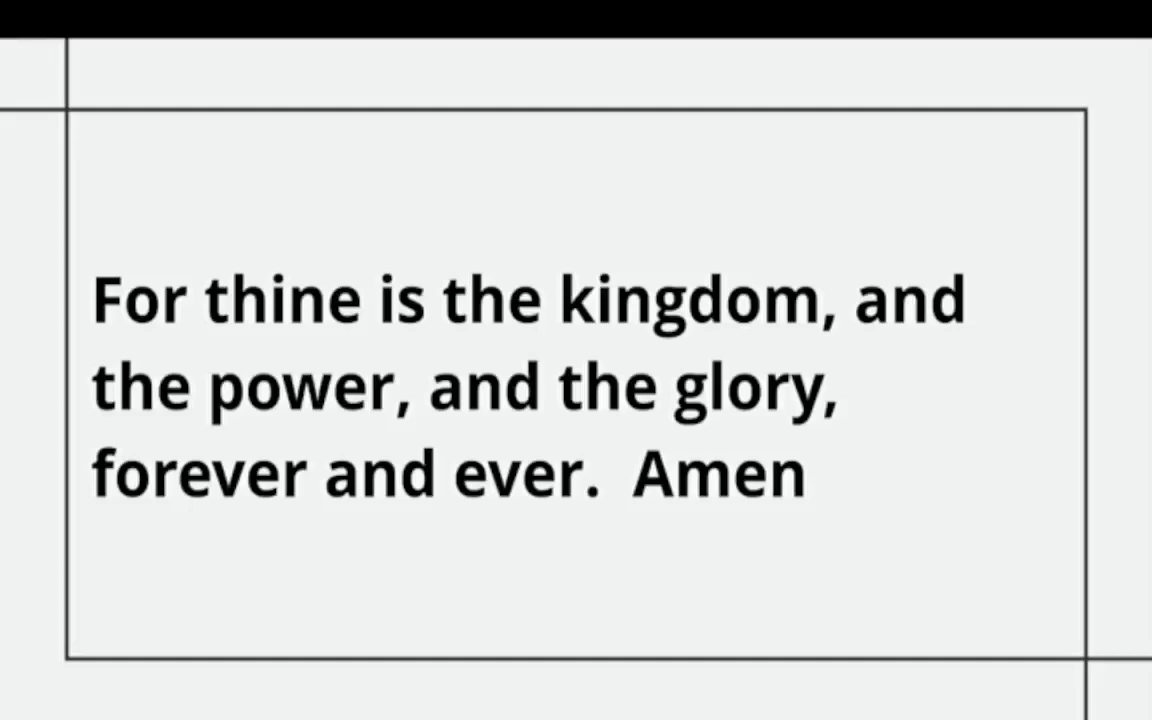 For thine is the kingdom, and
the power, and the glory,
forever and ever.  Amen